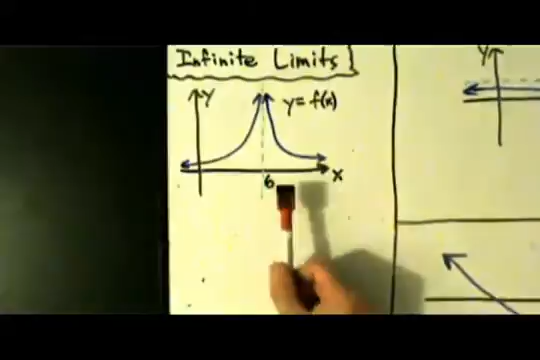 Infinite Limits
y
y = f(x)
6
x
y